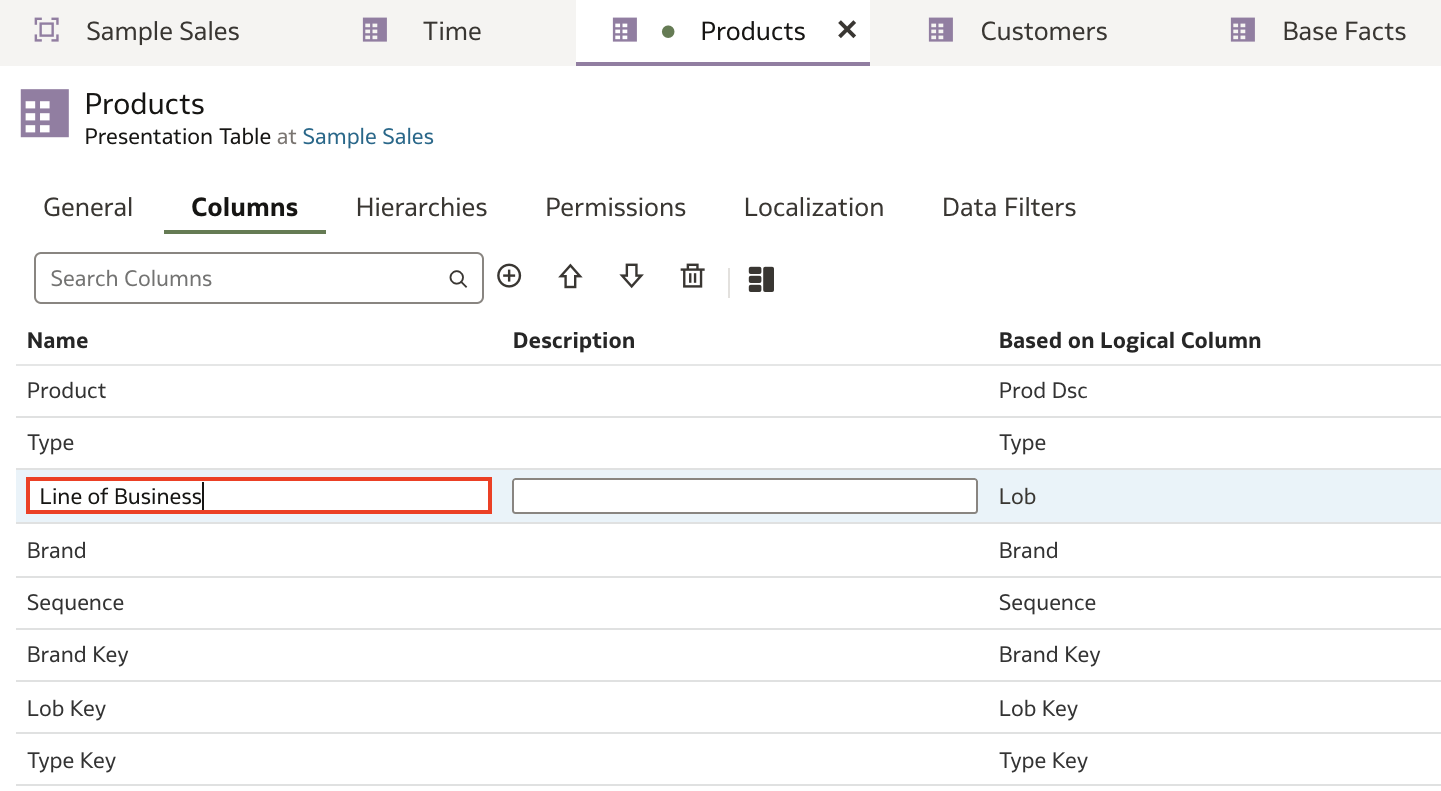 Sample Sales Time Products Customers Base Facts
Products
Presentation Table at Sample Sales
General Columns Hierarchies Permissions Localization Data Filters
Search Columns
Name Description Based on Logical Column
Product Prod Dsc
Type Type
Line of Business Lob
Brand Brand
Sequence Sequence
Brand Key Brand Key
Lob Key Lob Key
Type Key Type Key